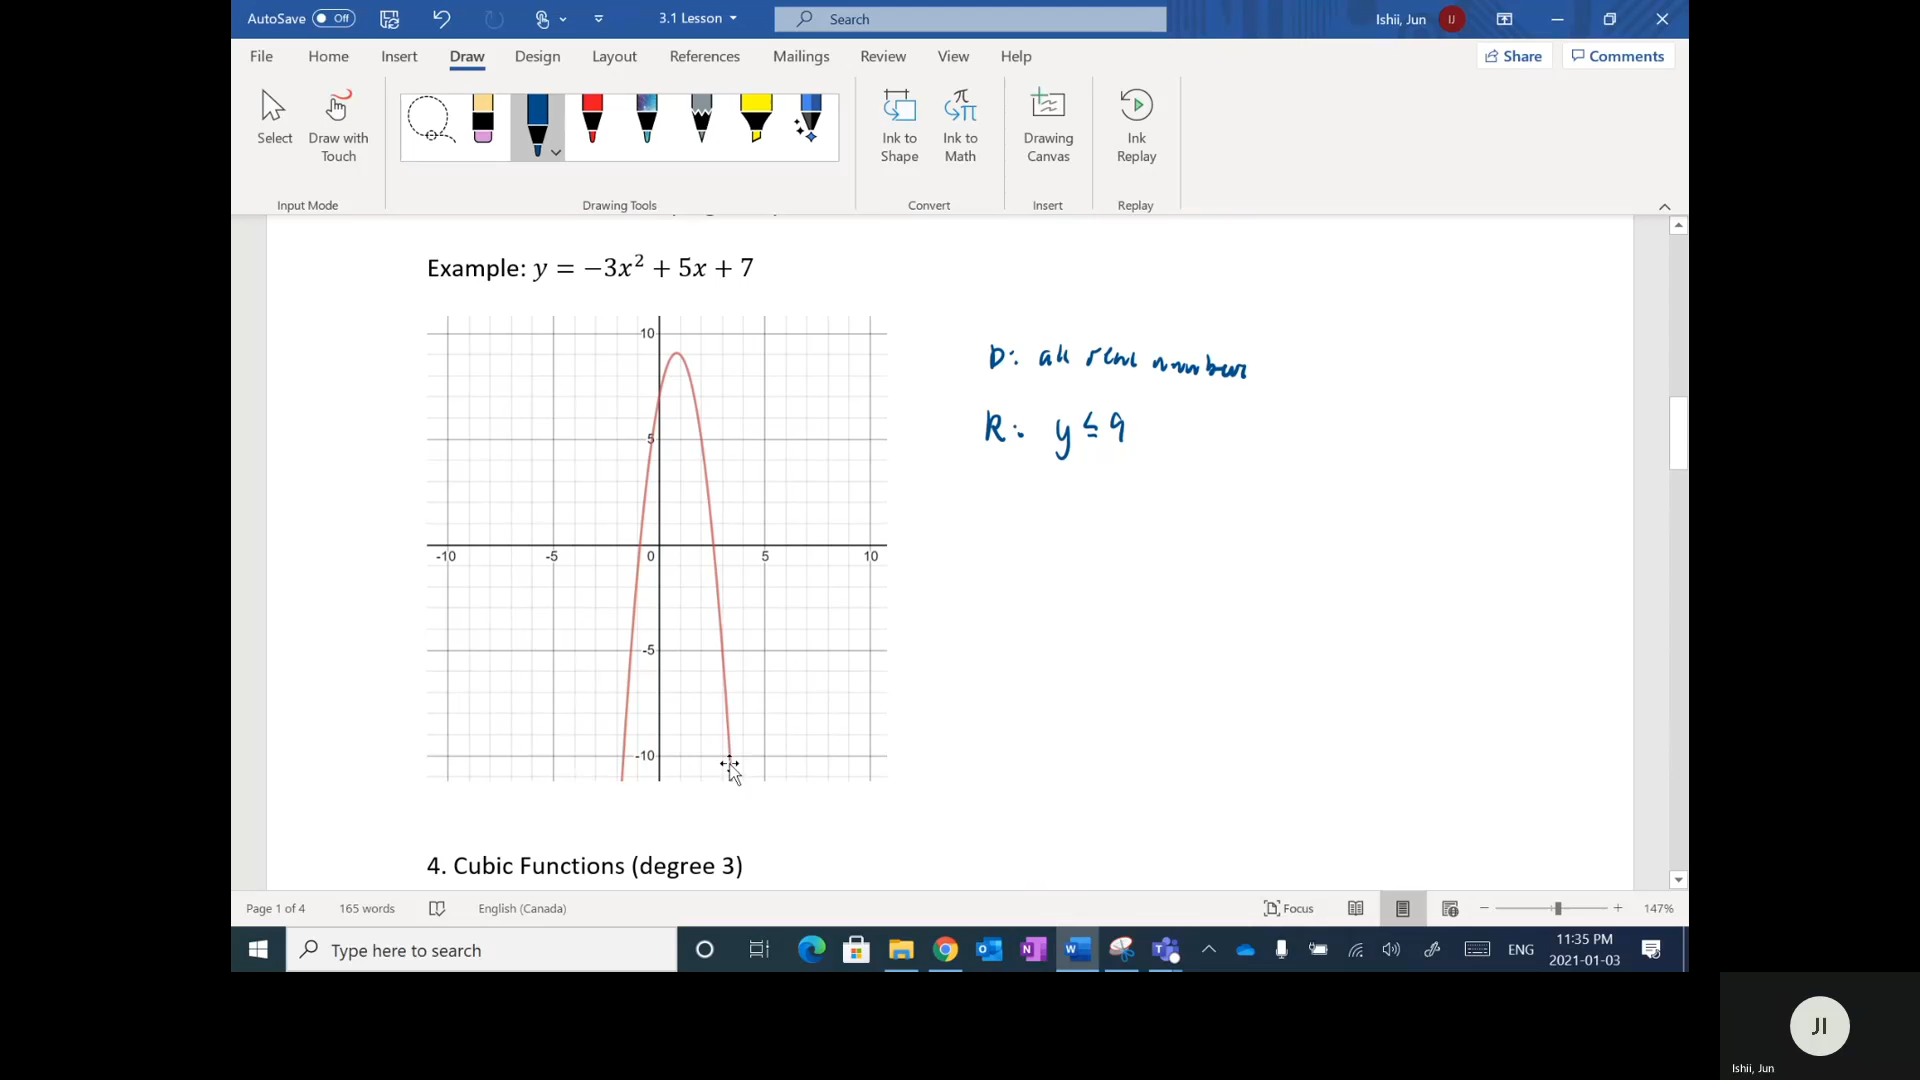 AutoSave Off 3.1 Lesson Search Ishii, Jun IJ
File Home Insert Draw Design Layout References Mailings Review View Help Share Comments
Select Draw with Touch Ink to Shape Ink to Math Drawing Canvas Ink Replay
Input Mode Drawing Tools Convert Insert Replay
Example: y = −3x² + 5x + 7
10
5
-10 -5 0 5 10
-5
-10
D: all real numbers
R: y ≤ 9
4. Cubic Functions (degree 3)
Page 1 of 4 165 words English (Canada) Focus 147%
Type here to search ENG 11:35 PM
2021-01-03
JI
Ishii, Jun